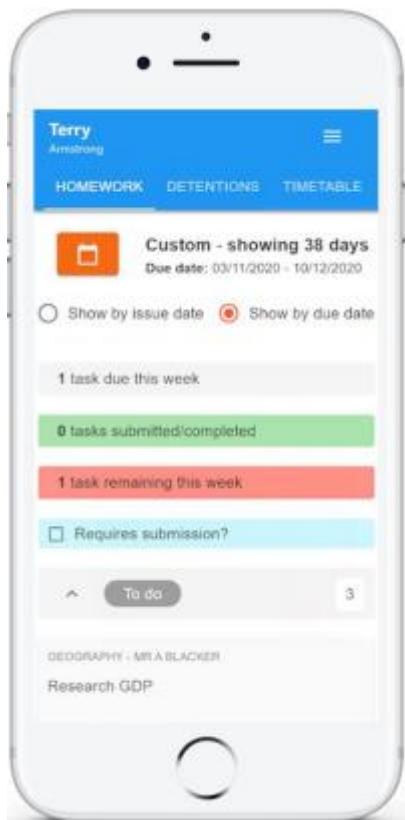 Terry
Armstrong
HOMEWORK DETENTIONS TIMETABLE
Custom - showing 38 days
Due date: 03/11/2020 - 10/12/2020
Show by issue date Show by due date
1 task due this week
0 tasks submitted/completed
1 task remaining this week
Requires submission?
To do 3
GEOGRAPHY - MR A BLACKER
Research GDP